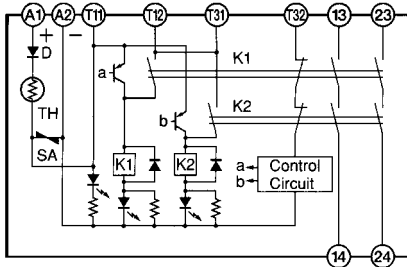 A1 A2 T11 T12 T31 T32 13 23
+ −
D
a
K1
TH
K2
b
SA
K1 K2
a
b
Control
Circuit
14 24